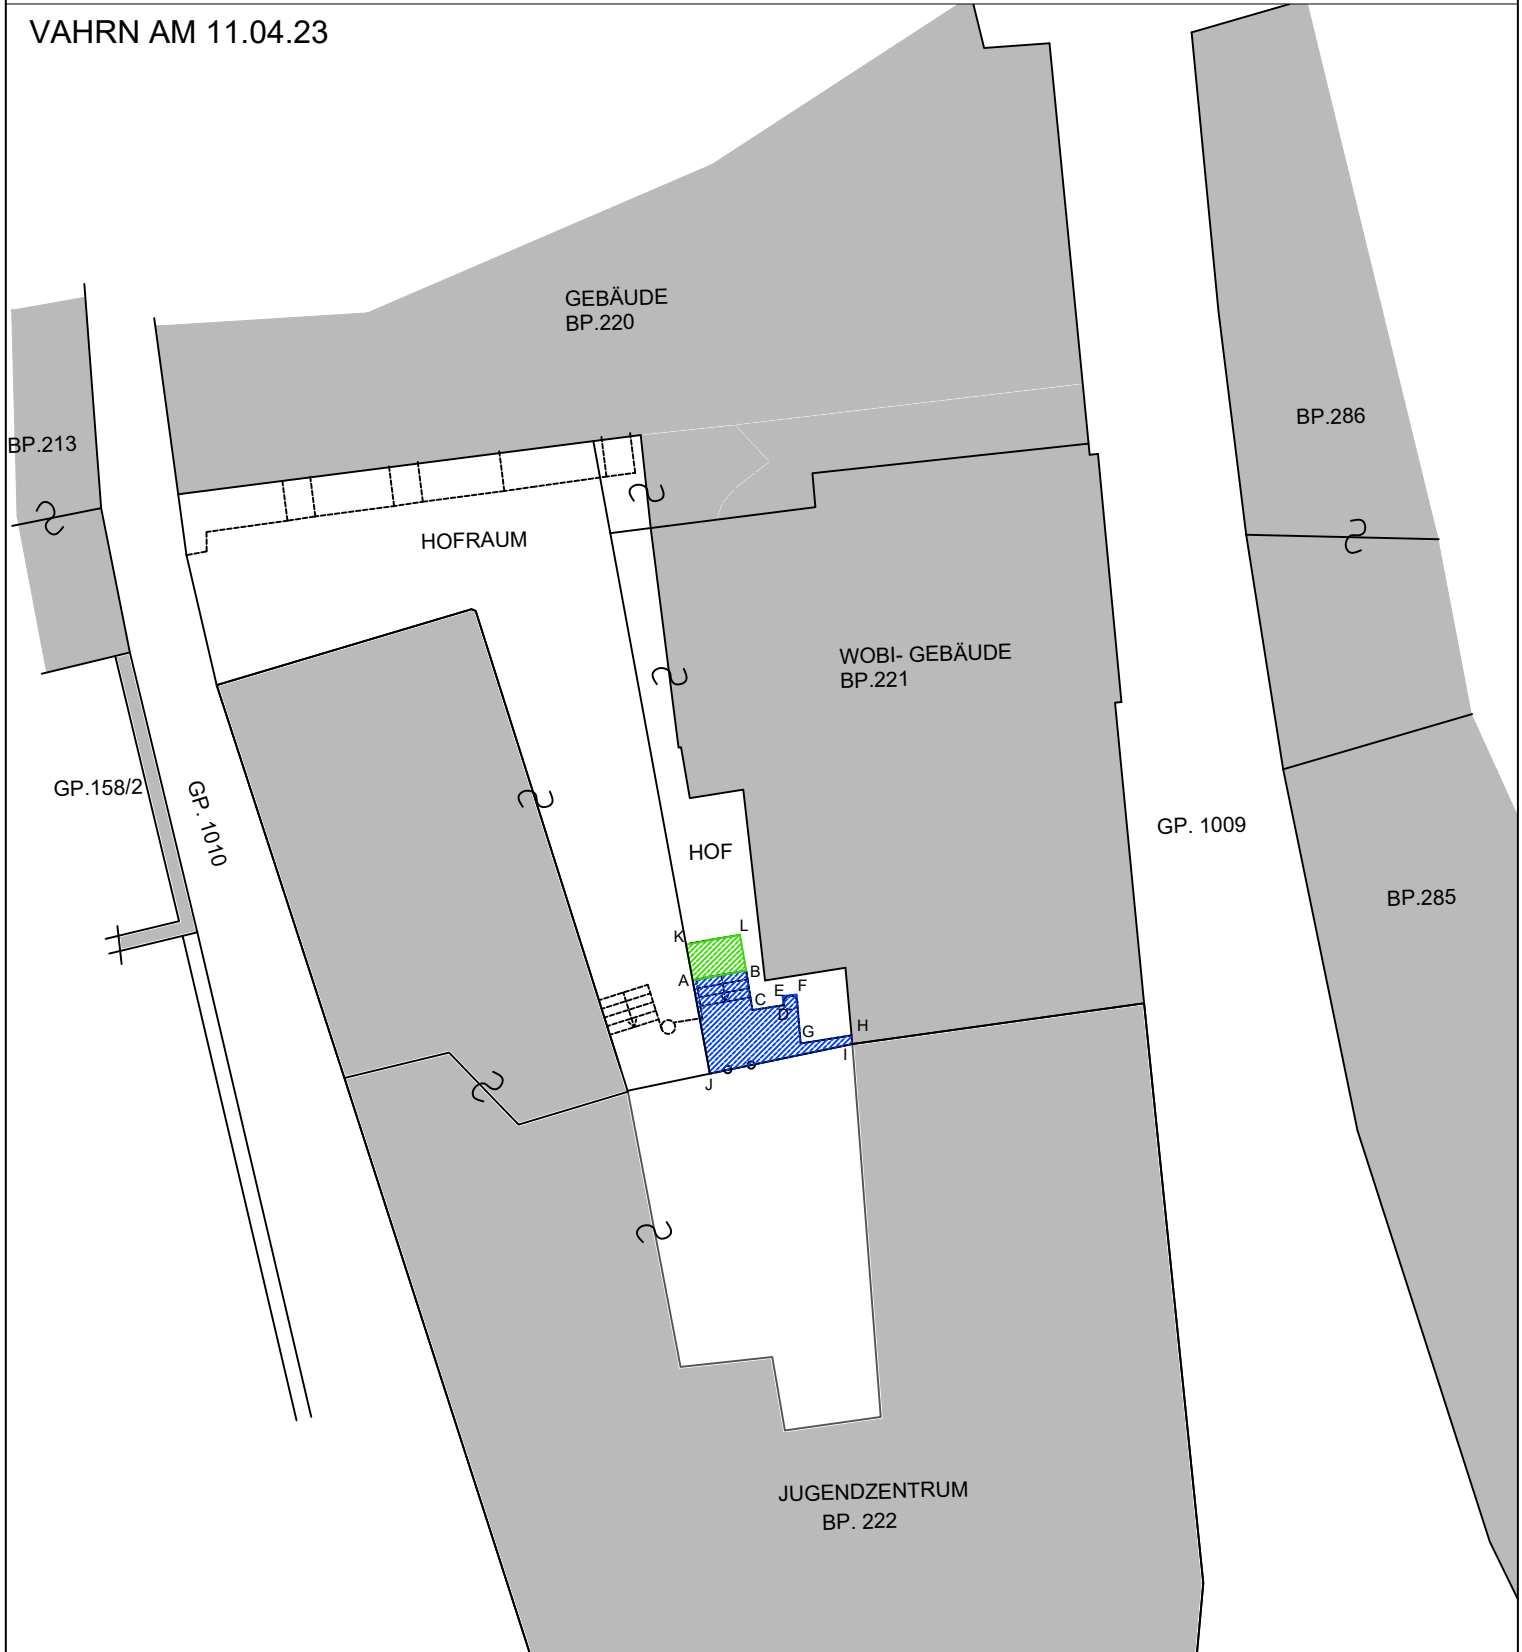 VAHRN AM 11.04.23
GEBÄUDE
BP.220
BP.286
BP.213
HOFRAUM
WOBI- GEBÄUDE
BP.221
GP.158/2
GP. 1010
GP. 1009
HOF
BP.285
K
L
A
B
C
E
F
D
G
H
I
J
JUGENDZENTRUM
BP. 222